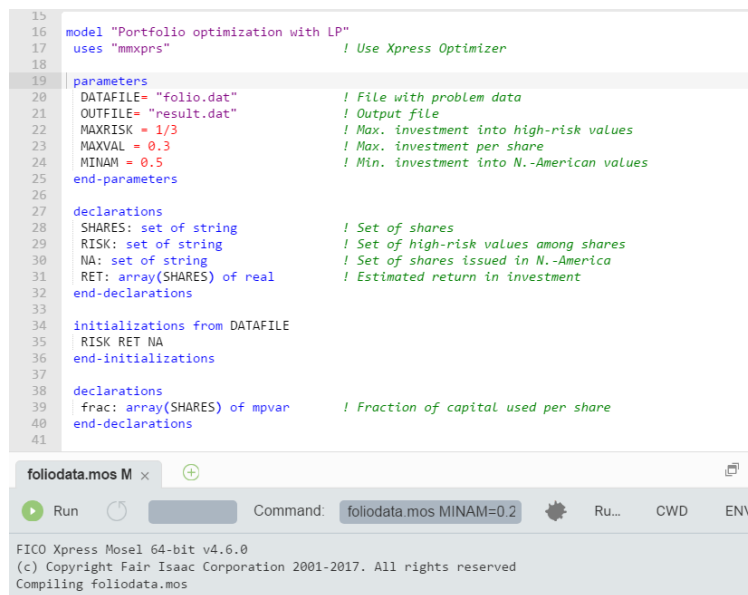 15
16 model "Portfolio optimization with LP"
17 uses "mmxprs" ! Use Xpress Optimizer
18
19 parameters
20 DATAFILE= "folio.dat" ! File with problem data
21 OUTFILE= "result.dat" ! Output file
22 MAXRISK = 1/3 ! Max. investment into high-risk values
23 MAXVAL = 0.3 ! Max. investment per share
24 MINAM = 0.5 ! Min. investment into N.-American values
25 end-parameters
26
27 declarations
28 SHARES: set of string ! Set of shares
29 RISK: set of string ! Set of high-risk values among shares
30 NA: set of string ! Set of shares issued in N.-America
31 RET: array(SHARES) of real ! Estimated return in investment
32 end-declarations
33
34 initializations from DATAFILE
35 RISK RET NA
36 end-initializations
37
38 declarations
39 frac: array(SHARES) of mpvar ! Fraction of capital used per share
40 end-declarations
41
foliodata.mos M ×
Run Command: foliodata.mos MINAM=0.2 Ru... CWD ENV
FICO Xpress Mosel 64-bit v4.6.0
(c) Copyright Fair Isaac Corporation 2001-2017. All rights reserved
Compiling foliodata.mos